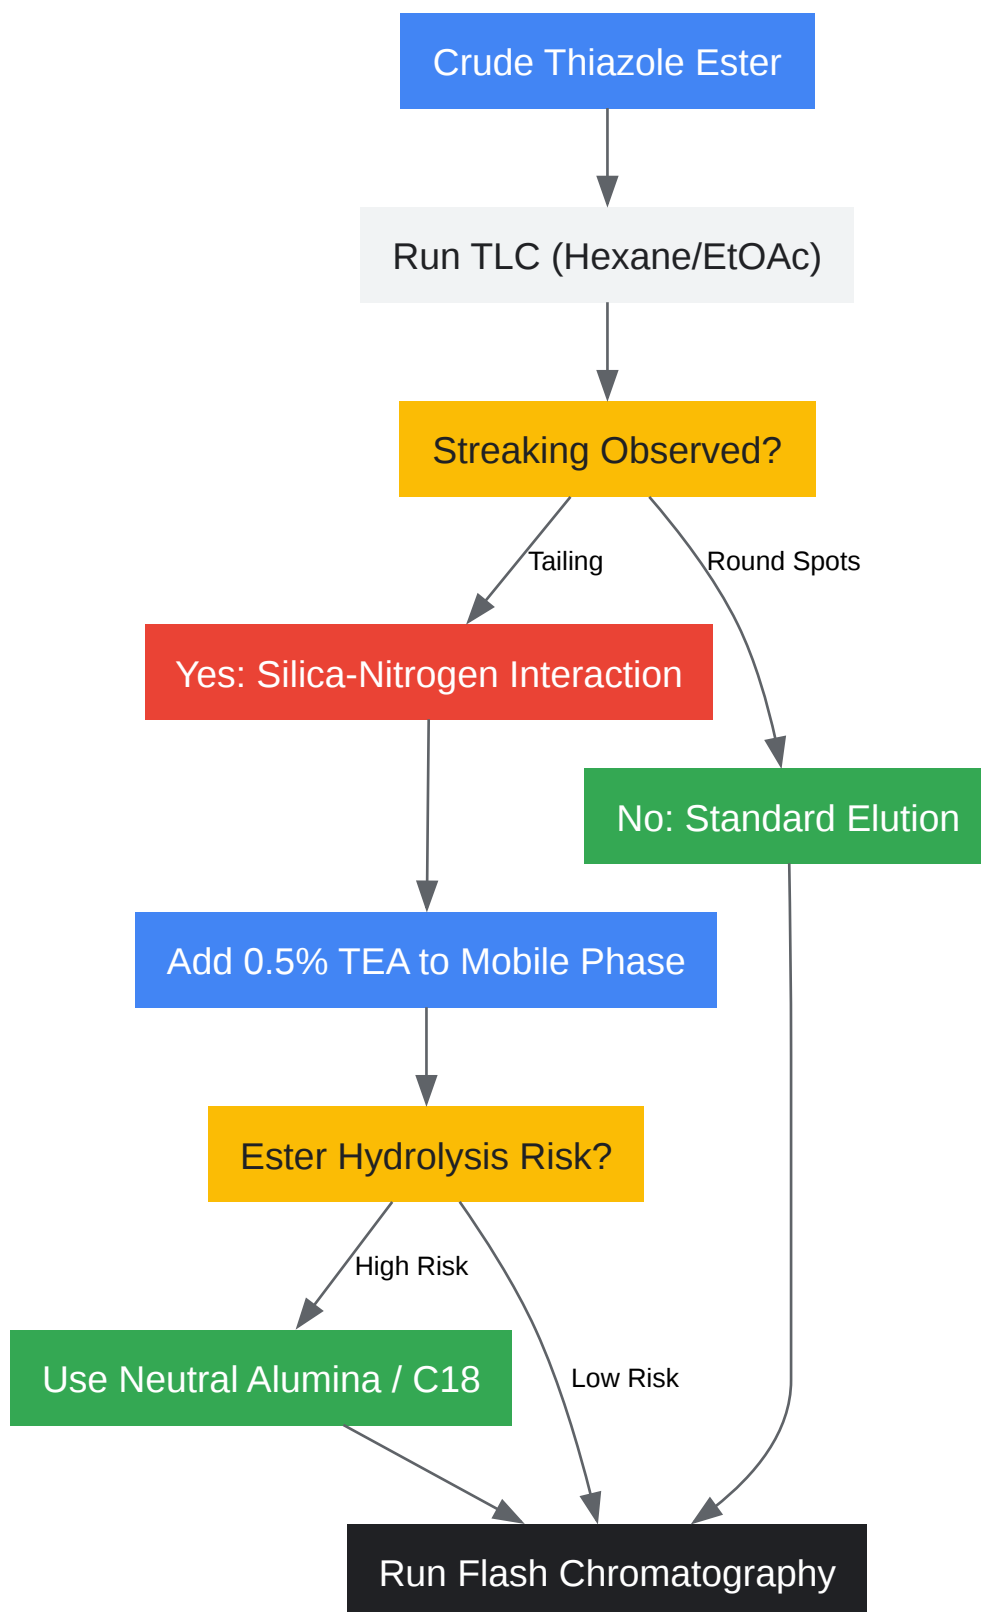 Crude Thiazole Ester
Run TLC (Hexane/EtOAc)
Streaking Observed?
Tailing
Round Spots
Yes: Silica-Nitrogen Interaction
No: Standard Elution
Add 0.5% TEA to Mobile Phase
Ester Hydrolysis Risk?
High Risk
Use Neutral Alumina / C18
Low Risk
Run Flash Chromatography